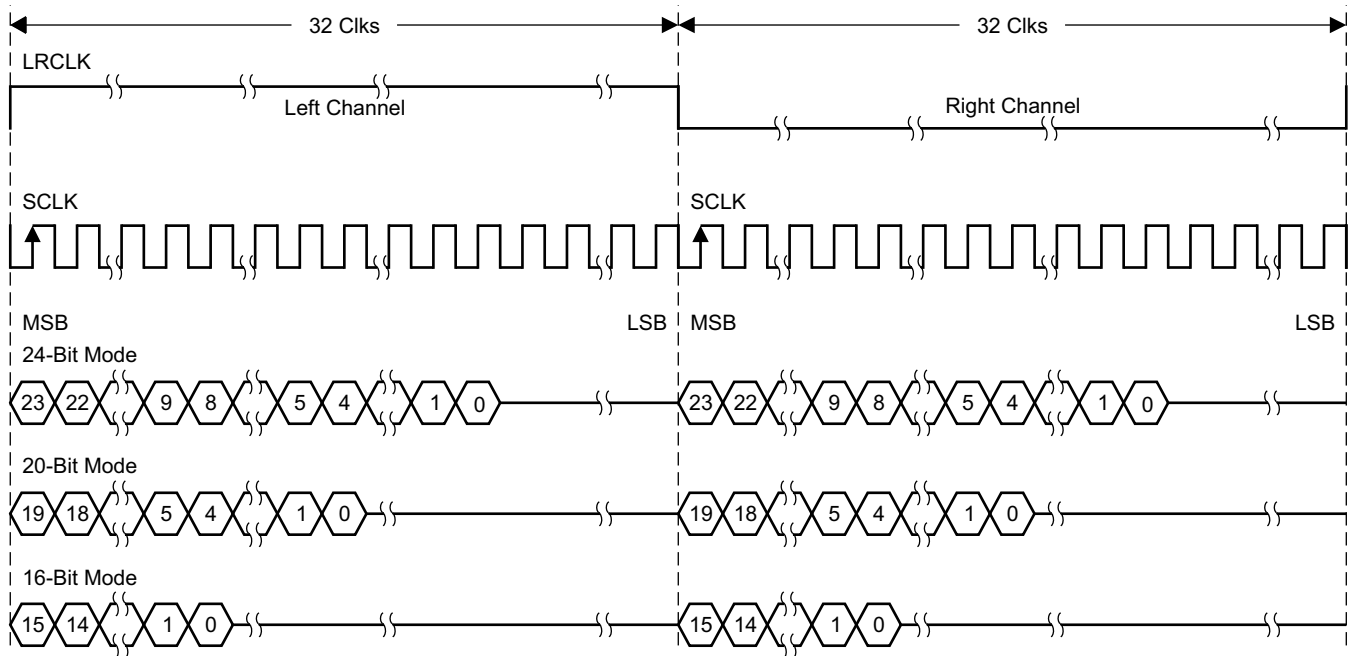 32 Clks 32 Clks
LRCLK
Left Channel Right Channel
SCLK SCLK
MSB LSB MSB LSB
24-Bit Mode
23 22 9 8 5 4 1 0 23 22 9 8 5 4 1 0
20-Bit Mode
19 18 5 4 1 0 19 18 5 4 1 0
16-Bit Mode
15 14 1 0 15 14 1 0